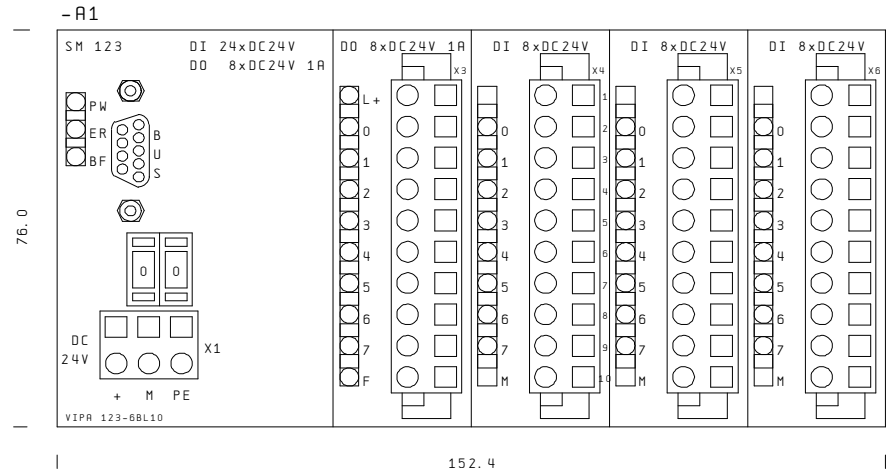 -A1
SM 123 DI 24xDC24V
DO 8xDC24V 1A
DO 8xDC24V 1A
DI 8xDC24V
DI 8xDC24V
DI 8xDC24V
X3
X4
X5
X6
PW
ER
BF
B
U
S
0 0
DC
24V
X1
+ M PE
VIPA 123-6BL10
L+
0
1
2
3
4
5
6
7
F
0
1
2
3
4
5
6
7
M
1
2
3
4
5
6
7
8
9
10
0
1
2
3
4
5
6
7
M
0
1
2
3
4
5
6
7
M
76.0
152.4